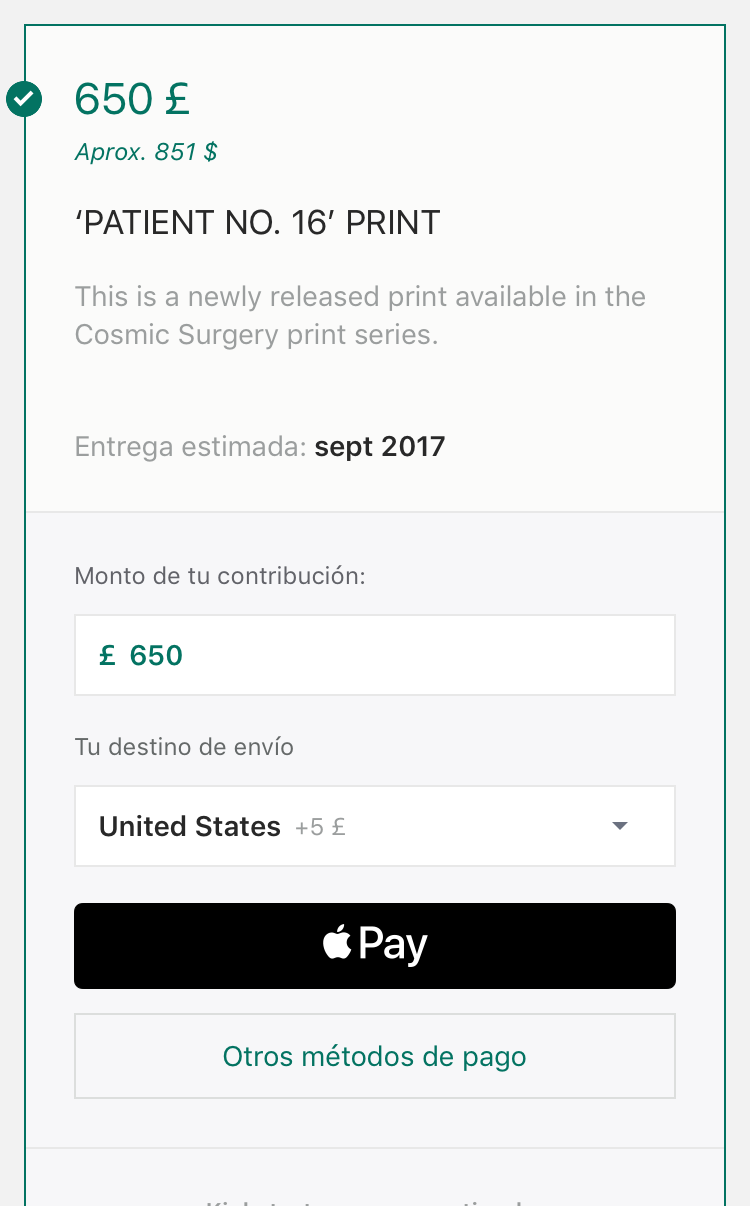 650 £
Aprox. 851 $
‘PATIENT NO. 16’ PRINT
This is a newly released print available in the
Cosmic Surgery print series.
Entrega estimada: sept 2017
Monto de tu contribución:
£ 650
Tu destino de envío
United States +5 £
Pay
Otros métodos de pago